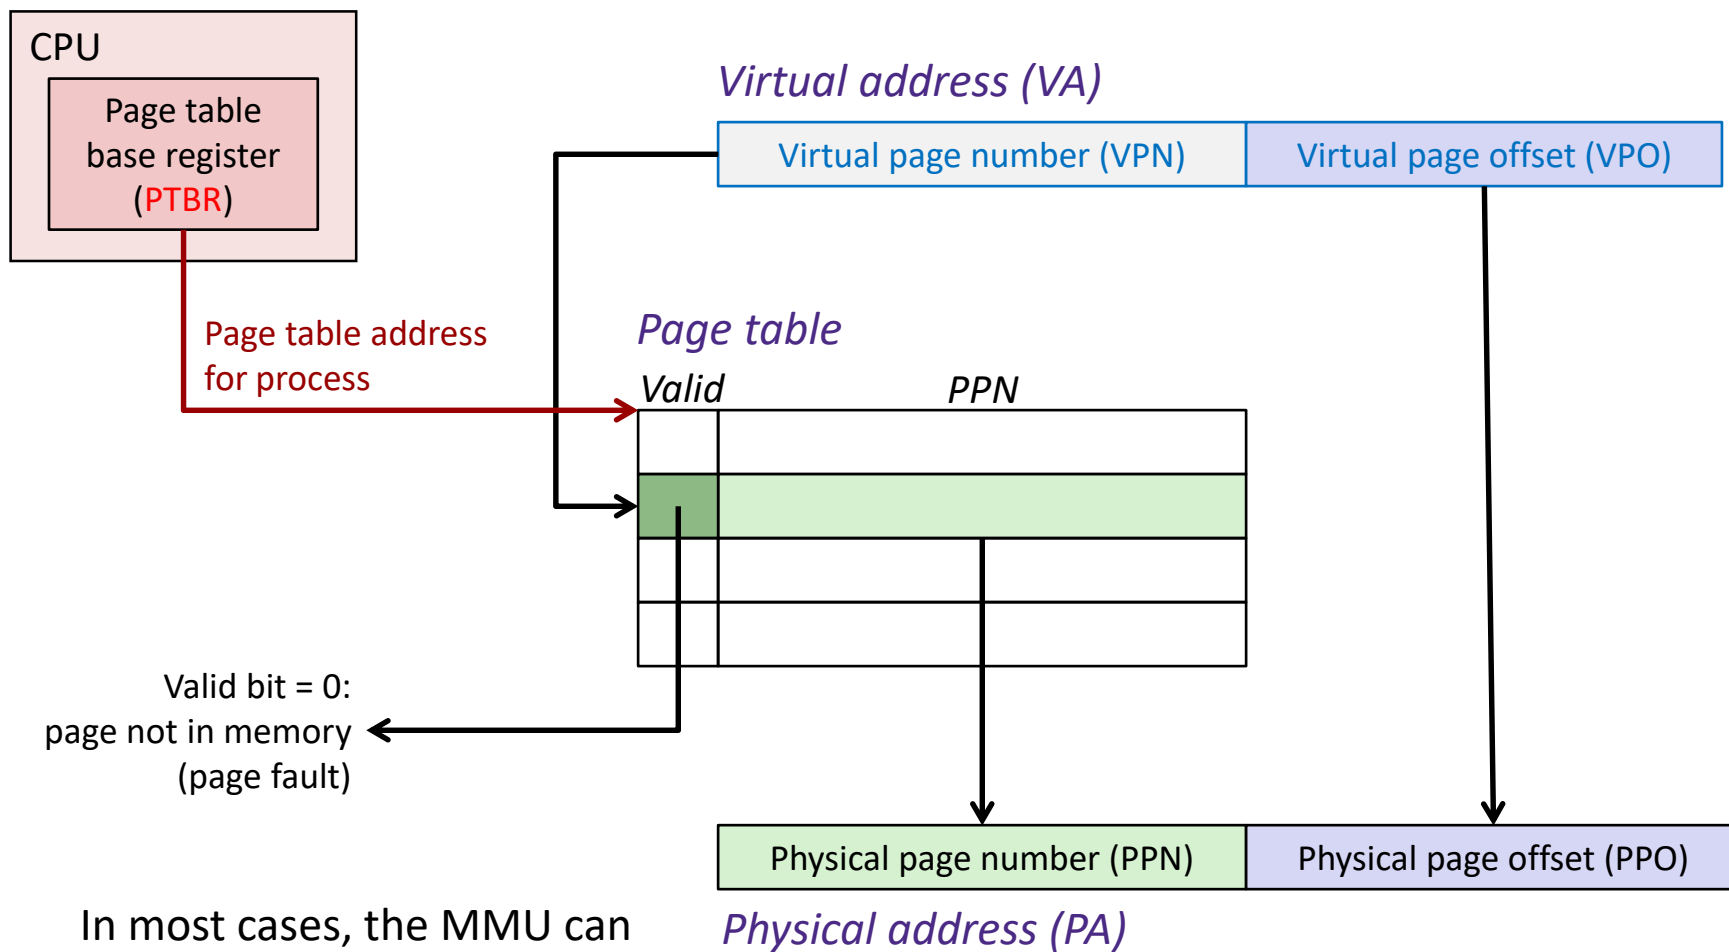 CPU
Page table
base register
(PTBR)
Virtual address (VA)
Virtual page number (VPN)
Virtual page offset (VPO)
Page table address
for process
Page table
Valid
PPN
Valid bit = 0:
page not in memory
(page fault)
Physical page number (PPN)
Physical page offset (PPO)
In most cases, the MMU can
Physical address (PA)